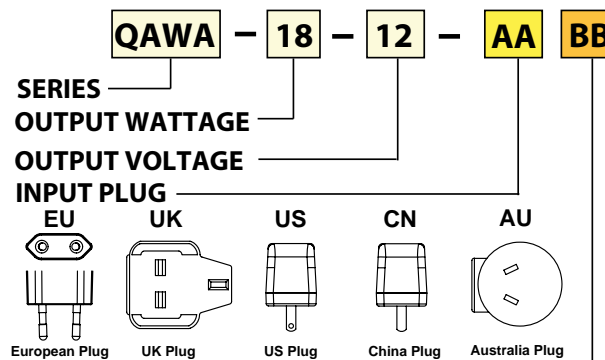 QAWA - 18 - 12 - AA BB
SERIES
OUTPUT WATTAGE
OUTPUT VOLTAGE
INPUT PLUG
EU UK US CN AU
European Plug UK Plug US Plug China Plug Australia Plug